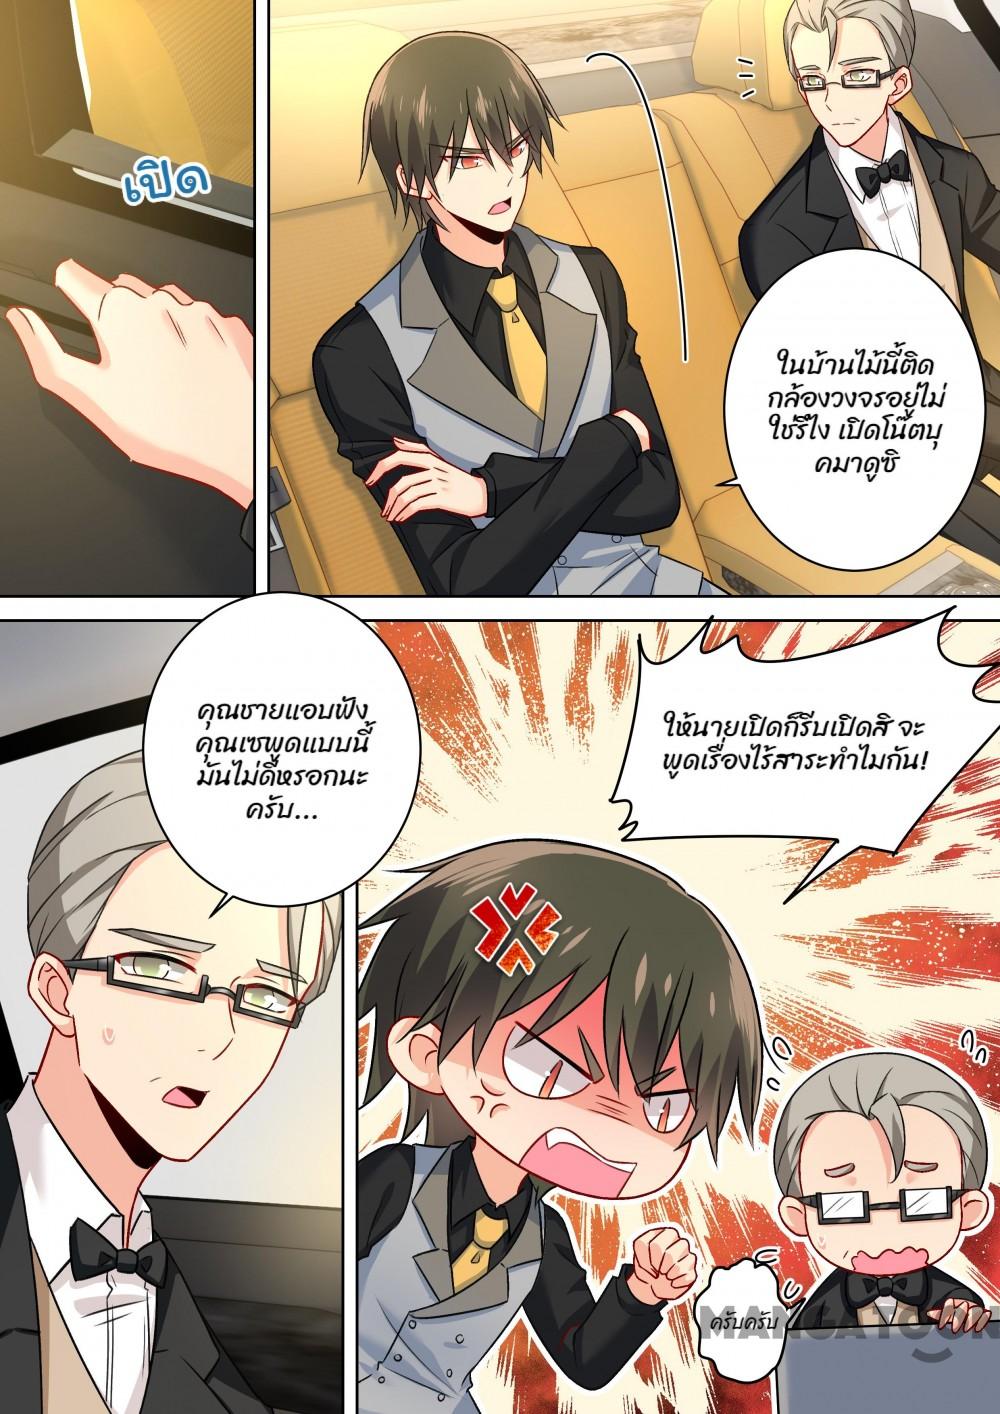 เปิด
ในบ้านไม้นี้ติด
กล้องวงจรอยู่ไม่
ใช่รึไง เปิดโน๊ตบุ
คมาดูซิ
คุณชายแอบฟัง
คุณเซพูดแบบนี้
มันไม่ดีหรอกนะ
ครับ...
ให้นายเปิดก็รีบเปิดสิ จะ
พูดเรื่องไร้สาระทำไมกัน!
ครับครับ
MANGATOON